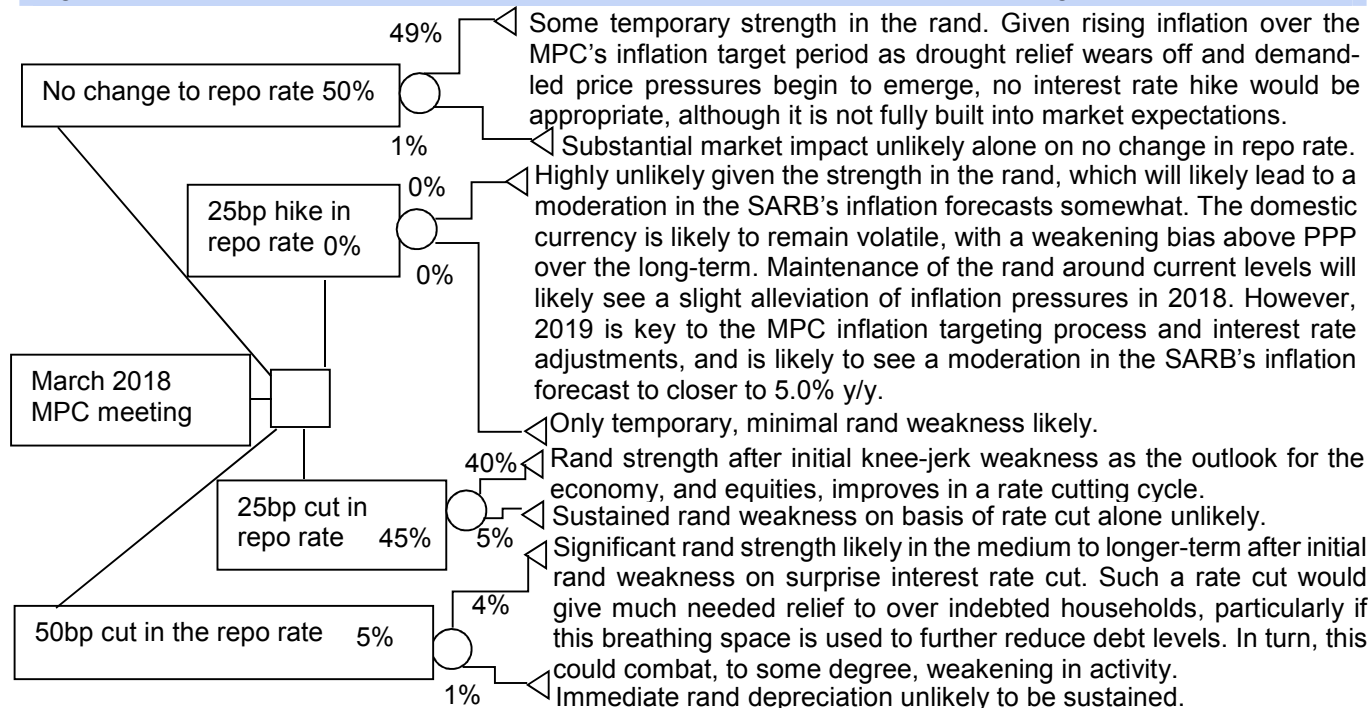 49%
Some temporary strength in the rand. Given rising inflation over the
MPC's inflation target period as drought relief wears off and demand-
led price pressures begin to emerge, no interest rate hike would be
appropriate, although it is not fully built into market expectations.
No change to repo rate 50%
1%
Substantial market impact unlikely alone on no change in repo rate.
0%
Highly unlikely given the strength in the rand, which will likely lead to a
moderation in the SARB's inflation forecasts somewhat. The domestic
currency is likely to remain volatile, with a weakening bias above PPP
over the long-term. Maintenance of the rand around current levels will
likely see a slight alleviation of inflation pressures in 2018. However,
2019 is key to the MPC inflation targeting process and interest rate
adjustments, and is likely to see a moderation in the SARB's inflation
forecast to closer to 5.0% y/y.
25bp hike in
repo rate 0%
0%
March 2018
MPC meeting
Only temporary, minimal rand weakness likely.
40%
Rand strength after initial knee-jerk weakness as the outlook for the
economy, and equities, improves in a rate cutting cycle.
25bp cut in
repo rate 45%
5%
Sustained rand weakness on basis of rate cut alone unlikely.
Significant rand strength likely in the medium to longer-term after initial
rand weakness on surprise interest rate cut. Such a rate cut would
give much needed relief to over indebted households, particularly if
this breathing space is used to further reduce debt levels. In turn, this
could combat, to some degree, weakening in activity.
4%
50bp cut in the repo rate 5%
1%
Immediate rand depreciation unlikely to be sustained.